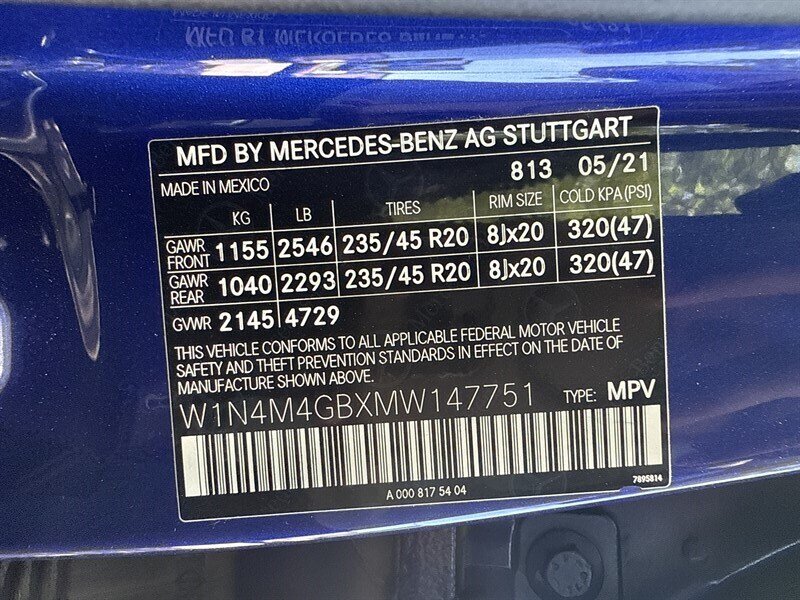 MFD BY MERCEDES-BENZ AG STUTTGART
813 05/21
MADE IN MEXICO
KG LB TIRES RIM SIZE COLD KPA (PSI)
GAWR FRONT 1155 2546 235/45 R20 8Jx20 320(47)
GAWR REAR 1040 2293 235/45 R20 8Jx20 320(47)
GVWR 2145 4729
THIS VEHICLE CONFORMS TO ALL APPLICABLE FEDERAL MOTOR VEHICLE
SAFETY AND THEFT PREVENTION STANDARDS IN EFFECT ON THE DATE OF
MANUFACTURE SHOWN ABOVE.
W1N4M4GBXMW147751 TYPE: MPV
A 000 817 54 04
7895814